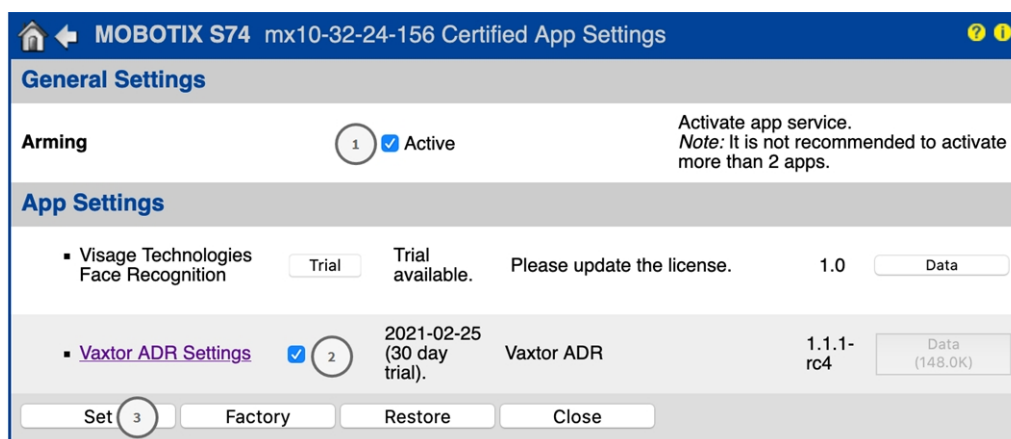 MOBOTIX S74 mx10-32-24-156 Certified App Settings ? i
General Settings
Arming 1 Active Activate app service.
Note: It is not recommended to activate
more than 2 apps.
App Settings
Visage Technologies
Face Recognition
Trial
Trial
available.
Please update the license.
1.0
Data
Vaxtor ADR Settings
2
2021-02-25
(30 day
trial).
Vaxtor ADR
1.1.1-
rc4
Data
(148.0K)
Set 3 Factory Restore Close